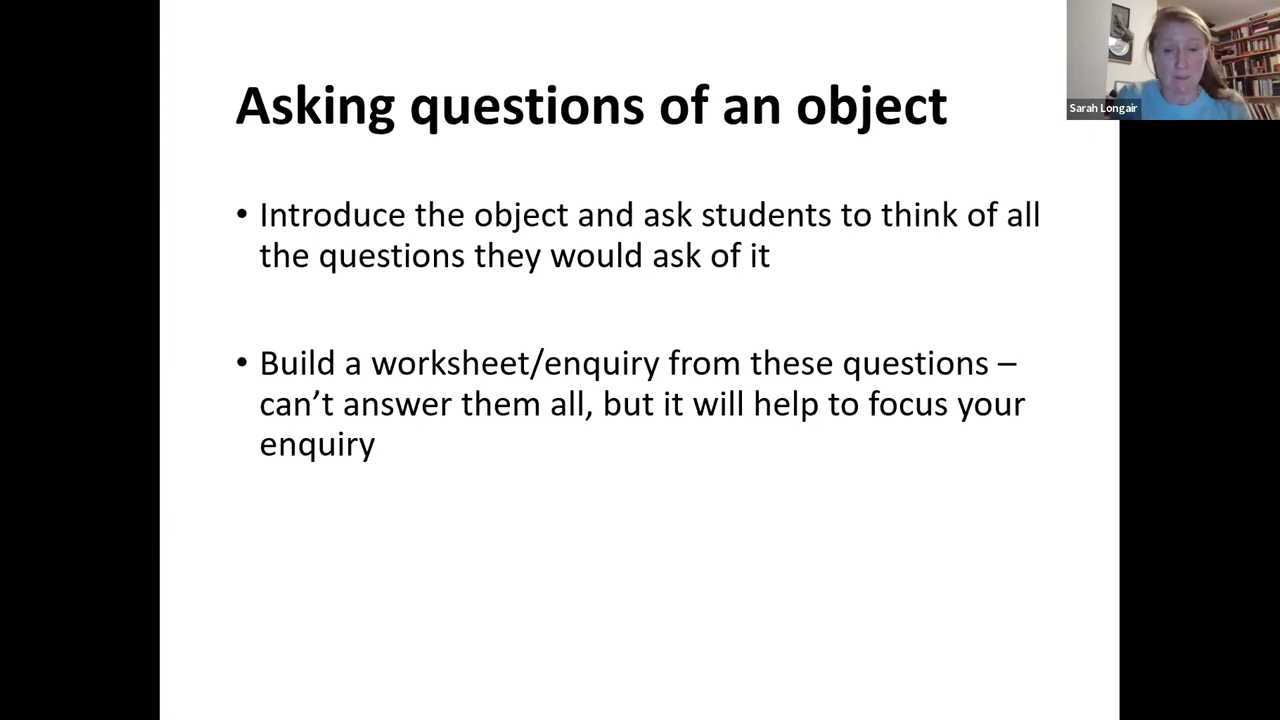 Asking questions of an object
• Introduce the object and ask students to think of all
the questions they would ask of it
• Build a worksheet/enquiry from these questions –
can’t answer them all, but it will help to focus your
enquiry
Sarah Longair